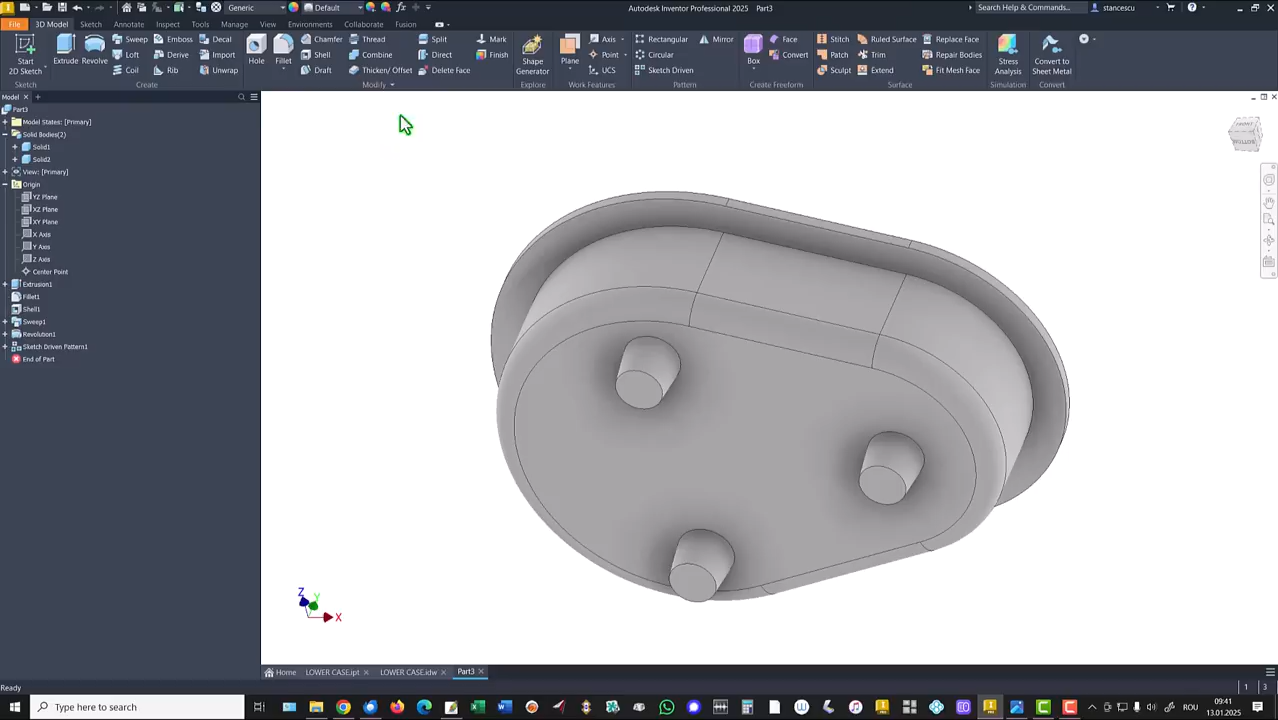 Generic
Default
Autodesk Inventor Professional 2025 Part3
Search Help & Commands...
stancescu
File
3D Model
Sketch
Annotate
Inspect
Tools
Manage
View
Environments
Collaborate
Fusion
Start
2D Sketch
Extrude
Revolve
Sweep
Loft
Coil
Emboss
Derive
Rib
Decal
Import
Unwrap
Hole
Fillet
Chamfer
Shell
Draft
Thread
Combine
Thicken/ Offset
Split
Direct
Delete Face
Mark
Finish
Shape
Generator
Plane
Axis
Point
UCS
Rectangular
Circular
Sketch Driven
Mirror
Box
Face
Convert
Stitch
Patch
Sculpt
Ruled Surface
Trim
Extend
Replace Face
Repair Bodies
Fit Mesh Face
Stress
Analysis
Convert to
Sheet Metal
Sketch
Create
Modify
Explore
Work Features
Pattern
Create Freeform
Surface
Simulation
Convert
Model
Part3
Model States: [Primary]
Solid Bodies(2)
Solid1
Solid2
View: [Primary]
Origin
YZ Plane
XZ Plane
XY Plane
X Axis
Y Axis
Z Axis
Center Point
Extrusion1
Fillet1
Shell1
Sweep1
Revolution1
Sketch Driven Pattern1
End of Part
FRONT
BOTTOM
Z
Y
X
Home
LOWER CASE.ipt
LOWER CASE.idw
Part3
Ready
1
3
Type here to search
ROU
09:41
13.01.2025